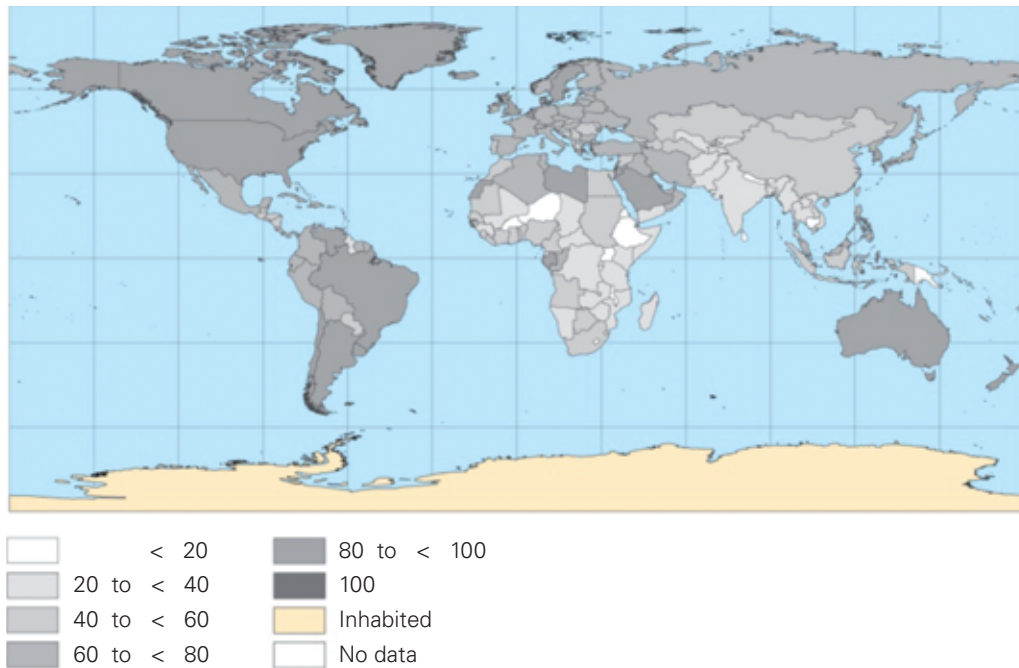 < 20
20 to < 40
40 to < 60
60 to < 80
80 to < 100
100
Inhabited
No data